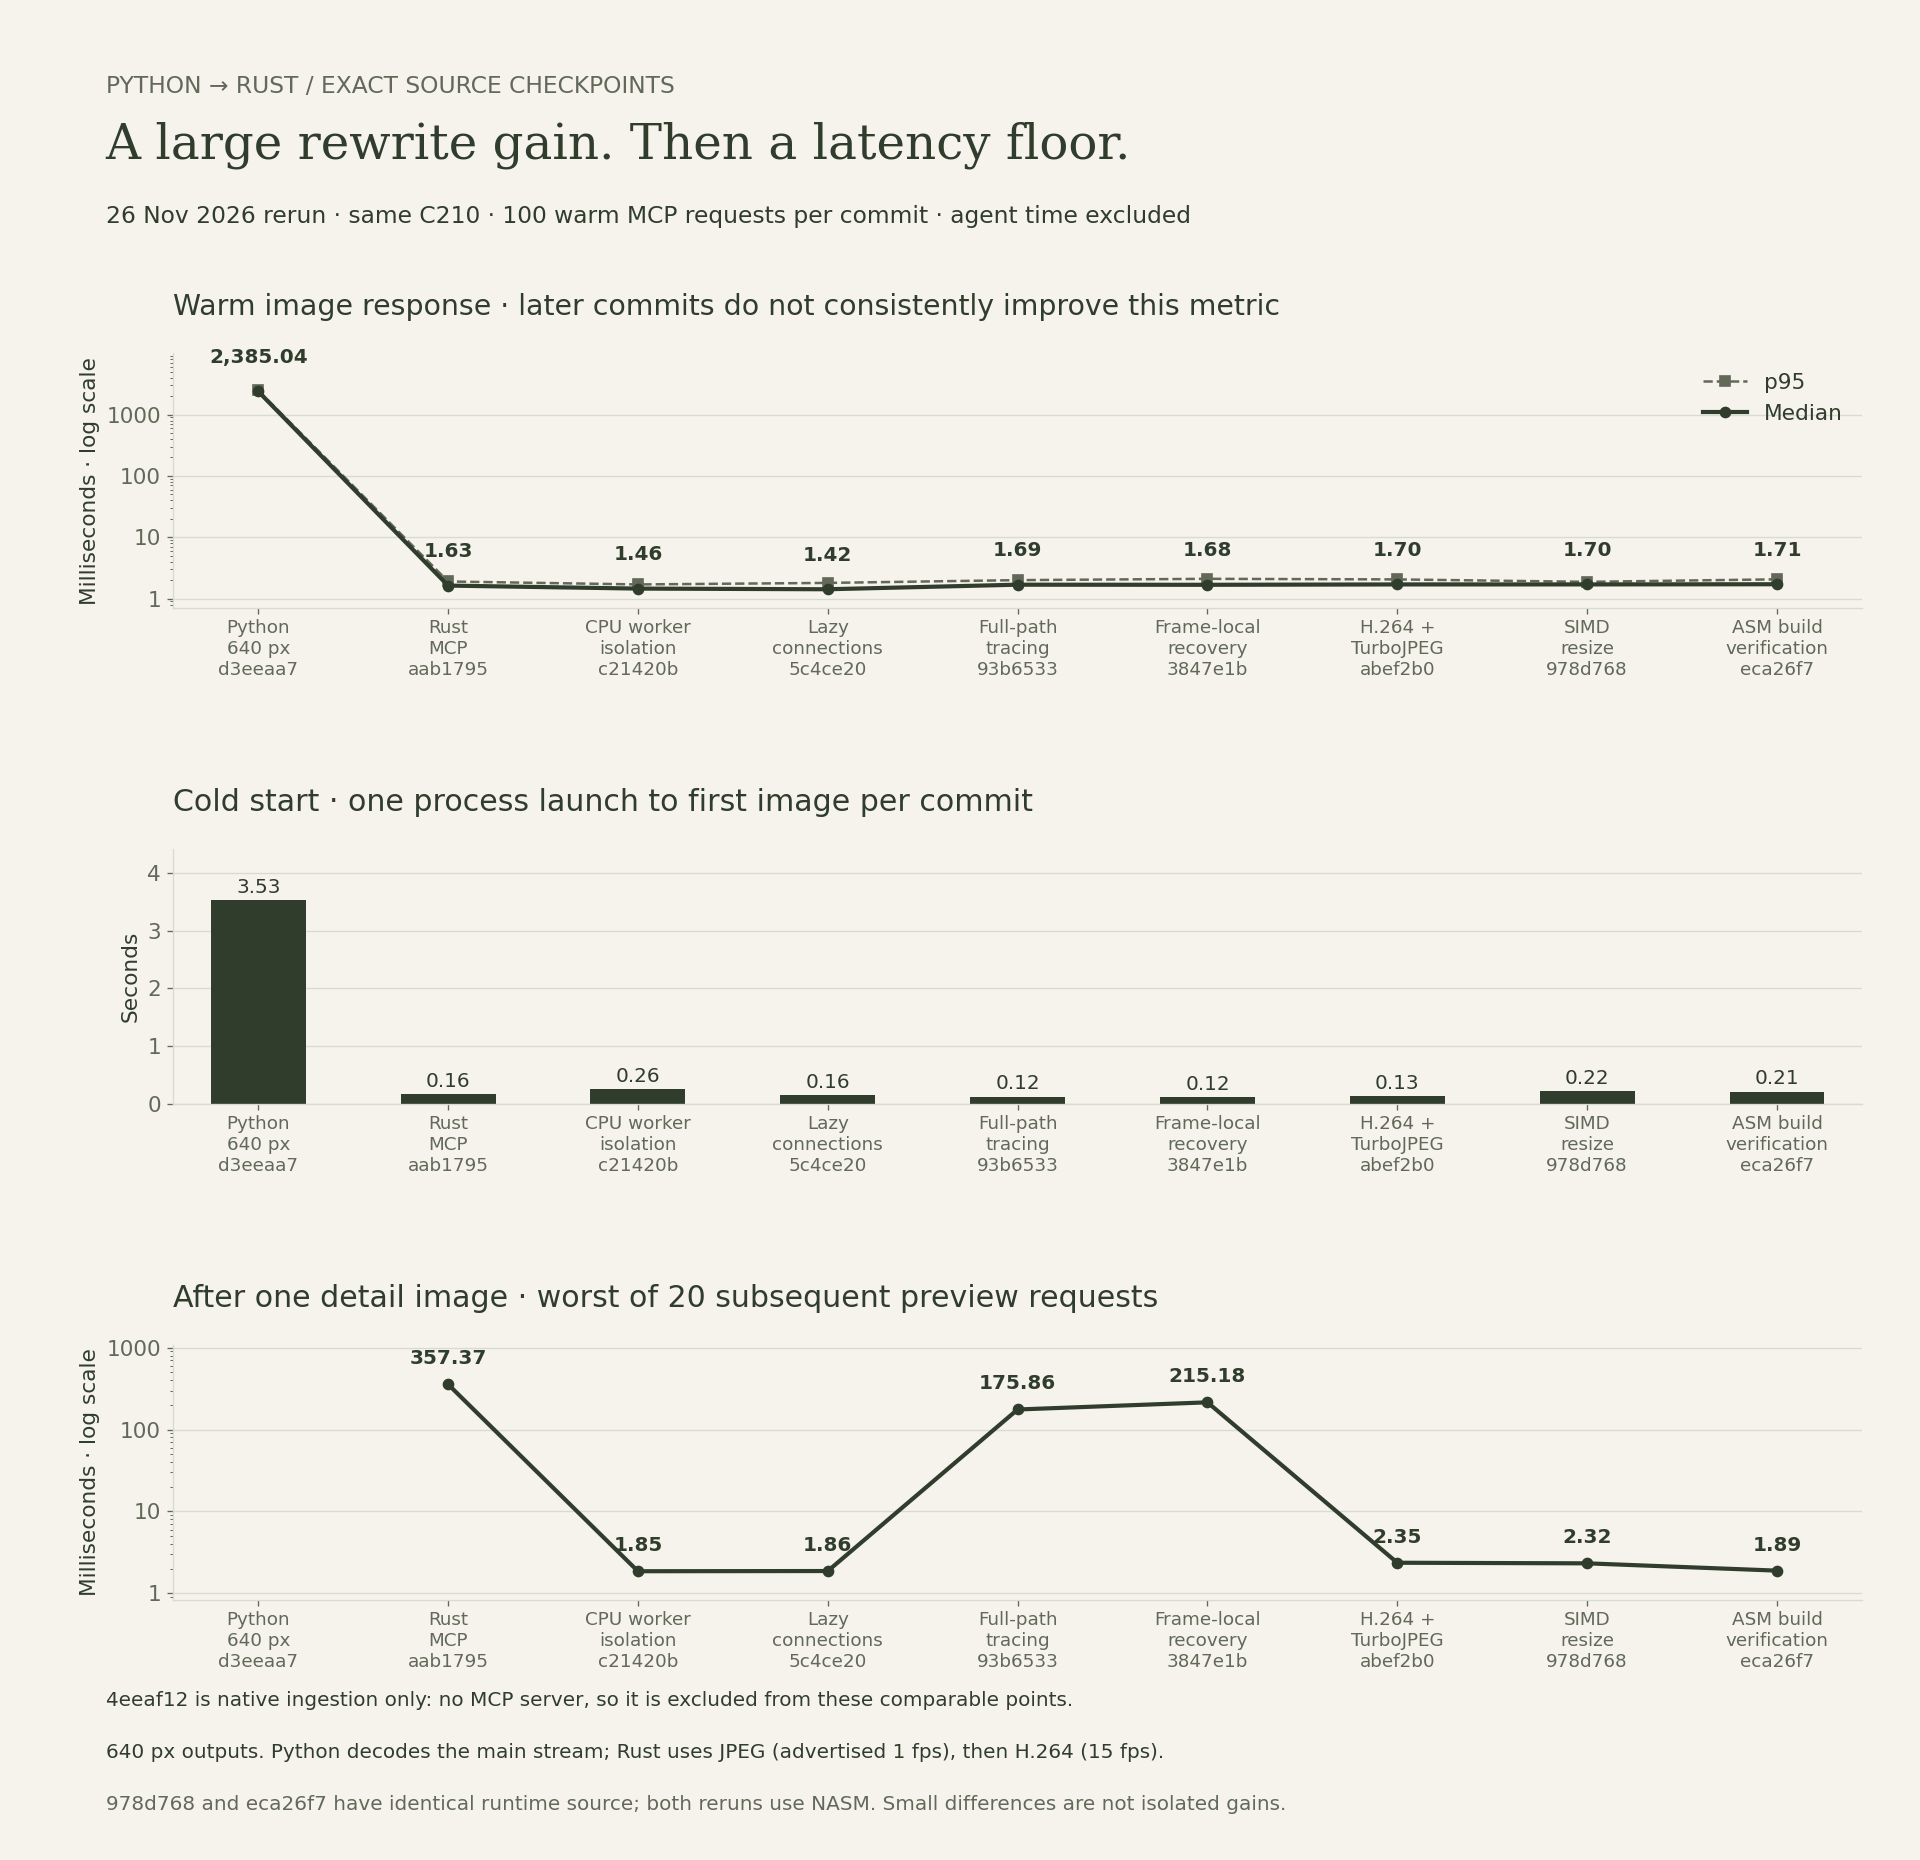 PYTHON → RUST / EXACT SOURCE CHECKPOINTS
A large rewrite gain. Then a latency floor.
26 Nov 2026 rerun · same C210 · 100 warm MCP requests per commit · agent time excluded
Warm image response · later commits do not consistently improve this metric
Milliseconds · log scale
1000
100
10
1
2,385.04
1.63
1.46
1.42
1.69
1.68
1.70
1.70
1.71
p95
Median
Python
640 px
d3eeaa7
Rust
MCP
aab1795
CPU worker
isolation
c21420b
Lazy
connections
5c4ce20
Full-path
tracing
93b6533
Frame-local
recovery
3847e1b
H.264 +
TurboJPEG
abef2b0
SIMD
resize
978d768
ASM build
verification
eca26f7
Cold start · one process launch to first image per commit
Seconds
4
3
2
1
0
3.53
0.16
0.26
0.16
0.12
0.12
0.13
0.22
0.21
Python
640 px
d3eeaa7
Rust
MCP
aab1795
CPU worker
isolation
c21420b
Lazy
connections
5c4ce20
Full-path
tracing
93b6533
Frame-local
recovery
3847e1b
H.264 +
TurboJPEG
abef2b0
SIMD
resize
978d768
ASM build
verification
eca26f7
After one detail image · worst of 20 subsequent preview requests
Milliseconds · log scale
1000
100
10
1
357.37
1.85
1.86
175.86
215.18
2.35
2.32
1.89
Python
640 px
d3eeaa7
Rust
MCP
aab1795
CPU worker
isolation
c21420b
Lazy
connections
5c4ce20
Full-path
tracing
93b6533
Frame-local
recovery
3847e1b
H.264 +
TurboJPEG
abef2b0
SIMD
resize
978d768
ASM build
verification
eca26f7
4eeaf12 is native ingestion only: no MCP server, so it is excluded from these comparable points.
640 px outputs. Python decodes the main stream; Rust uses JPEG (advertised 1 fps), then H.264 (15 fps).
978d768 and eca26f7 have identical runtime source; both reruns use NASM. Small differences are not isolated gains.